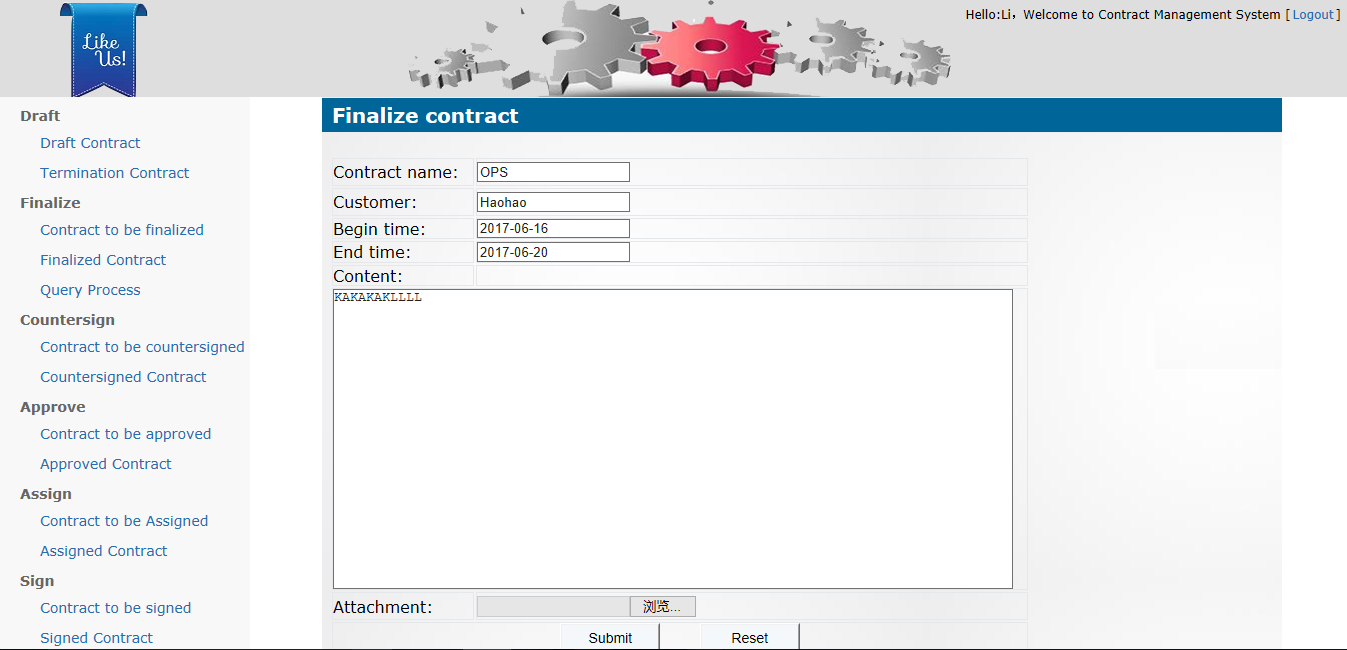 Like
Us!
Hello:Li，Welcome to Contract Management System [ Logout ]
Draft
Draft Contract
Termination Contract
Finalize
Contract to be finalized
Finalized Contract
Query Process
Countersign
Contract to be countersigned
Countersigned Contract
Approve
Contract to be approved
Approved Contract
Assign
Contract to be Assigned
Assigned Contract
Sign
Contract to be signed
Signed Contract
Finalize contract
Contract name: OPS
Customer: Haohao
Begin time: 2017-06-16
End time: 2017-06-20
Content:
KAKAKAKLLLL
Attachment: 浏览...
Submit Reset